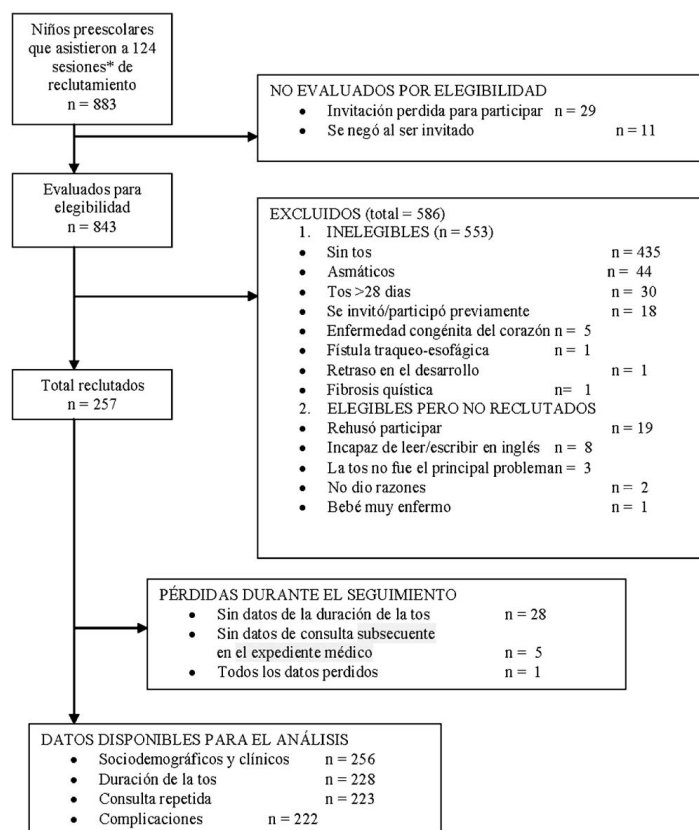 Niños preescolares
que asistieron a 124
sesiones* de
reclutamiento
n = 883
NO EVALUADOS POR ELEGIBILIDAD
• Invitación perdida para participar n = 29
• Se negó al ser invitado n = 11
Evaluados para
elegibilidad
n = 843
EXCLUIDOS (total = 586)
1. INELEGIBLES (n = 553)
• Sin tos n = 435
• Asmáticos n = 44
• Tos >28 dias n = 30
• Se invitó/participó previamente n = 18
• Enfermedad congénita del corazón n = 5
• Fístula traqueo-esofágica n = 1
• Retraso en el desarrollo n = 1
• Fibrosis quística n= 1
2. ELEGIBLES PERO NO RECLUTADOS
• Rehusó participar n = 19
• Incapaz de leer/escribir en inglés n = 8
• La tos no fue el principal probleman = 3
• No dio razones n = 2
• Bebé muy enfermo n = 1
Total reclutados
n = 257
PÉRDIDAS DURANTE EL SEGUIMIENTO
• Sin datos de la duración de la tos n = 28
• Sin datos de consulta subsecuente
en el expediente médico n = 5
• Todos los datos perdidos n = 1
DATOS DISPONIBLES PARA EL ANÁLISIS
• Sociodemográficos y clínicos n = 256
• Duración de la tos n = 228
• Consulta repetida n = 223
• Complicaciones n = 222